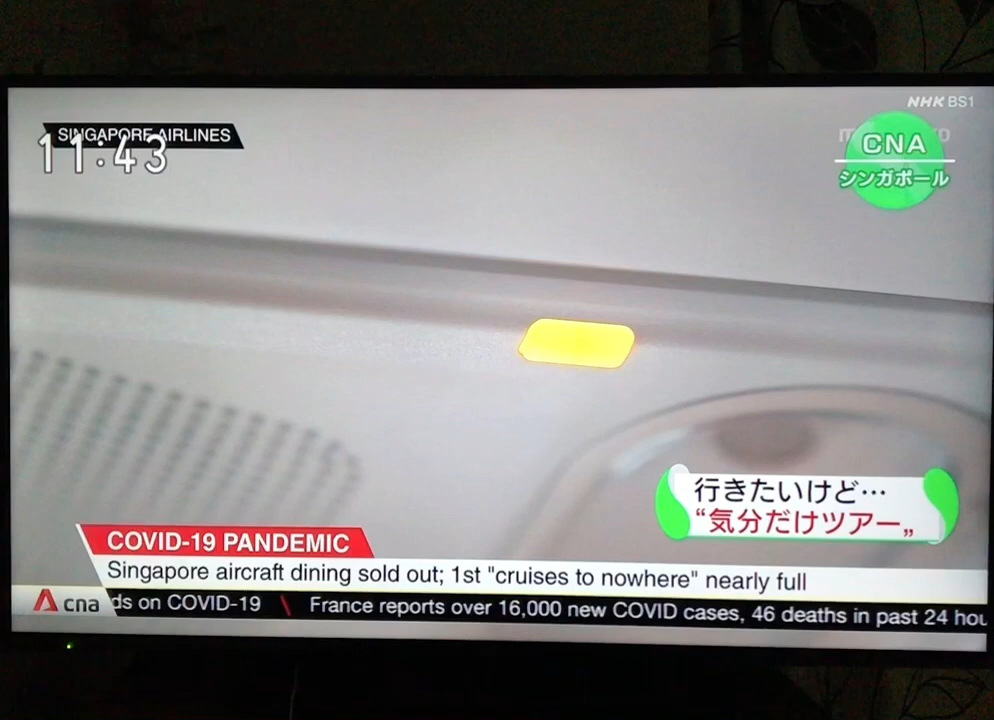 NHK BS1
SINGAPORE AIRLINES
11:43
CNA
シンガポール
行きたいけど…
“気分だけツアー„
COVID-19 PANDEMIC
Singapore aircraft dining sold out; 1st "cruises to nowhere" nearly full
cna
ds on COVID-19 \ France reports over 16,000 new COVID cases, 46 deaths in past 24 hou